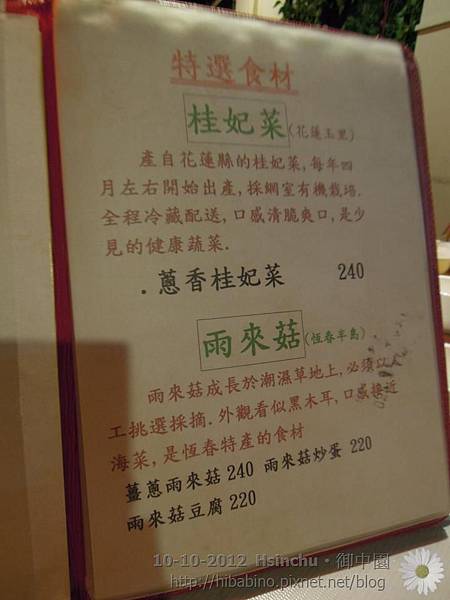 特選食材
桂妃菜(花蓮玉里)
產自花蓮縣的桂妃菜,每年四
月左右開始出產,採網室有機栽培.
全程冷藏配送,口感清脆爽口,是少
見的健康蔬菜.
.蔥香桂妃菜 240
雨來菇(恆春半島)
雨來菇成長於潮濕草地上,必須以人
工挑選採摘.外觀看似黑木耳,口感接近
海菜,是恆春特產的食材
薑蔥雨來菇 240 雨來菇炒蛋 220
雨來菇豆腐 220
10-10-2012 Hsinchu·御中園
http://hibabino.pixnet.net/blog